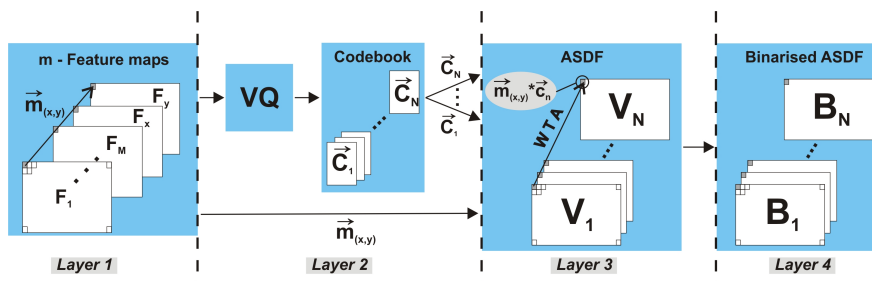 m - Feature maps
m(x,y)
Fy
Fx
FM
F1
Layer 1
VQ
Codebook
CN
C1
CN
C1
m(x,y)
Layer 2
ASDF
m(x,y)*cn
WTA
VN
V1
Layer 3
Binarised ASDF
BN
B1
Layer 4